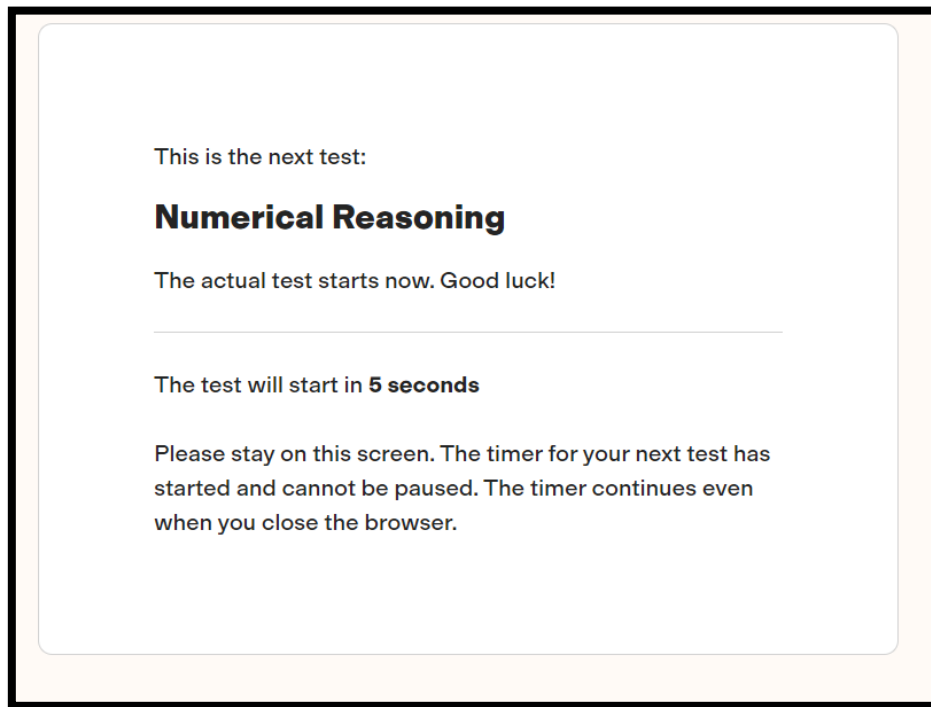 This is the next test:
Numerical Reasoning
The actual test starts now. Good luck!
The test will start in 5 seconds
Please stay on this screen. The timer for your next test has
started and cannot be paused. The timer continues even
when you close the browser.